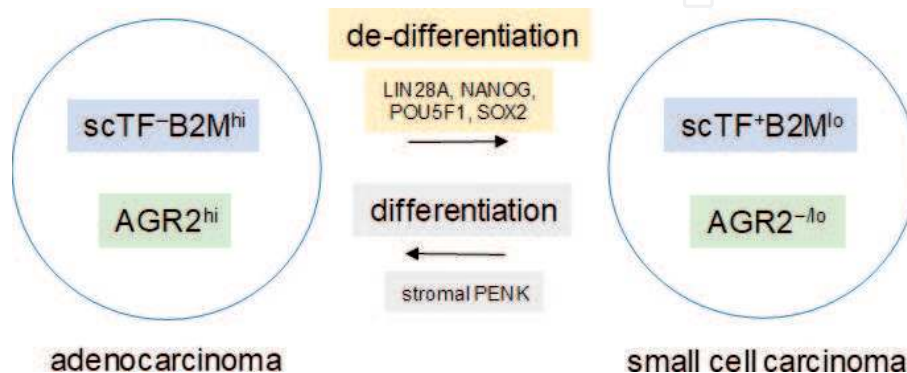 de-differentiation
LIN28A, NANOG,
POU5F1, SOX2
scTF⁻B2Mʰⁱ
AGR2ʰⁱ
differentiation
stromal PENK
scTF⁺B2Mˡᵒ
AGR2⁻/ˡᵒ
adenocarcinoma
small cell carcinoma